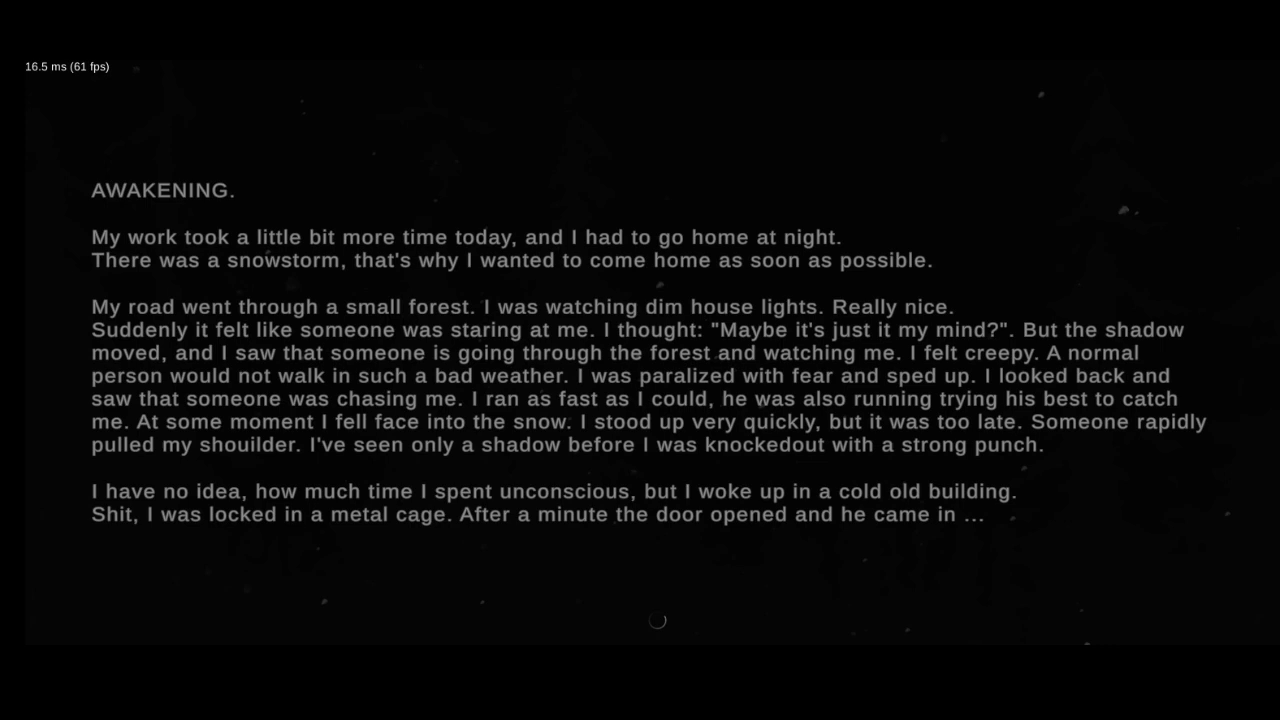 16.5 ms (61 fps)
AWAKENING.
My work took a little bit more time today, and I had to go home at night.
There was a snowstorm, that's why I wanted to come home as soon as possible.
My road went through a small forest. I was watching dim house lights. Really nice.
Suddenly it felt like someone was staring at me. I thought: "Maybe it's just it my mind?". But the shadow
moved, and I saw that someone is going through the forest and watching me. I felt creepy. A normal
person would not walk in such a bad weather. I was paralized with fear and sped up. I looked back and
saw that someone was chasing me. I ran as fast as I could, he was also running trying his best to catch
me. At some moment I fell face into the snow. I stood up very quickly, but it was too late. Someone rapidly
pulled my shouilder. I've seen only a shadow before I was knockedout with a strong punch.
I have no idea, how much time I spent unconscious, but I woke up in a cold old building.
Shit, I was locked in a metal cage. After a minute the door opened and he came in ...